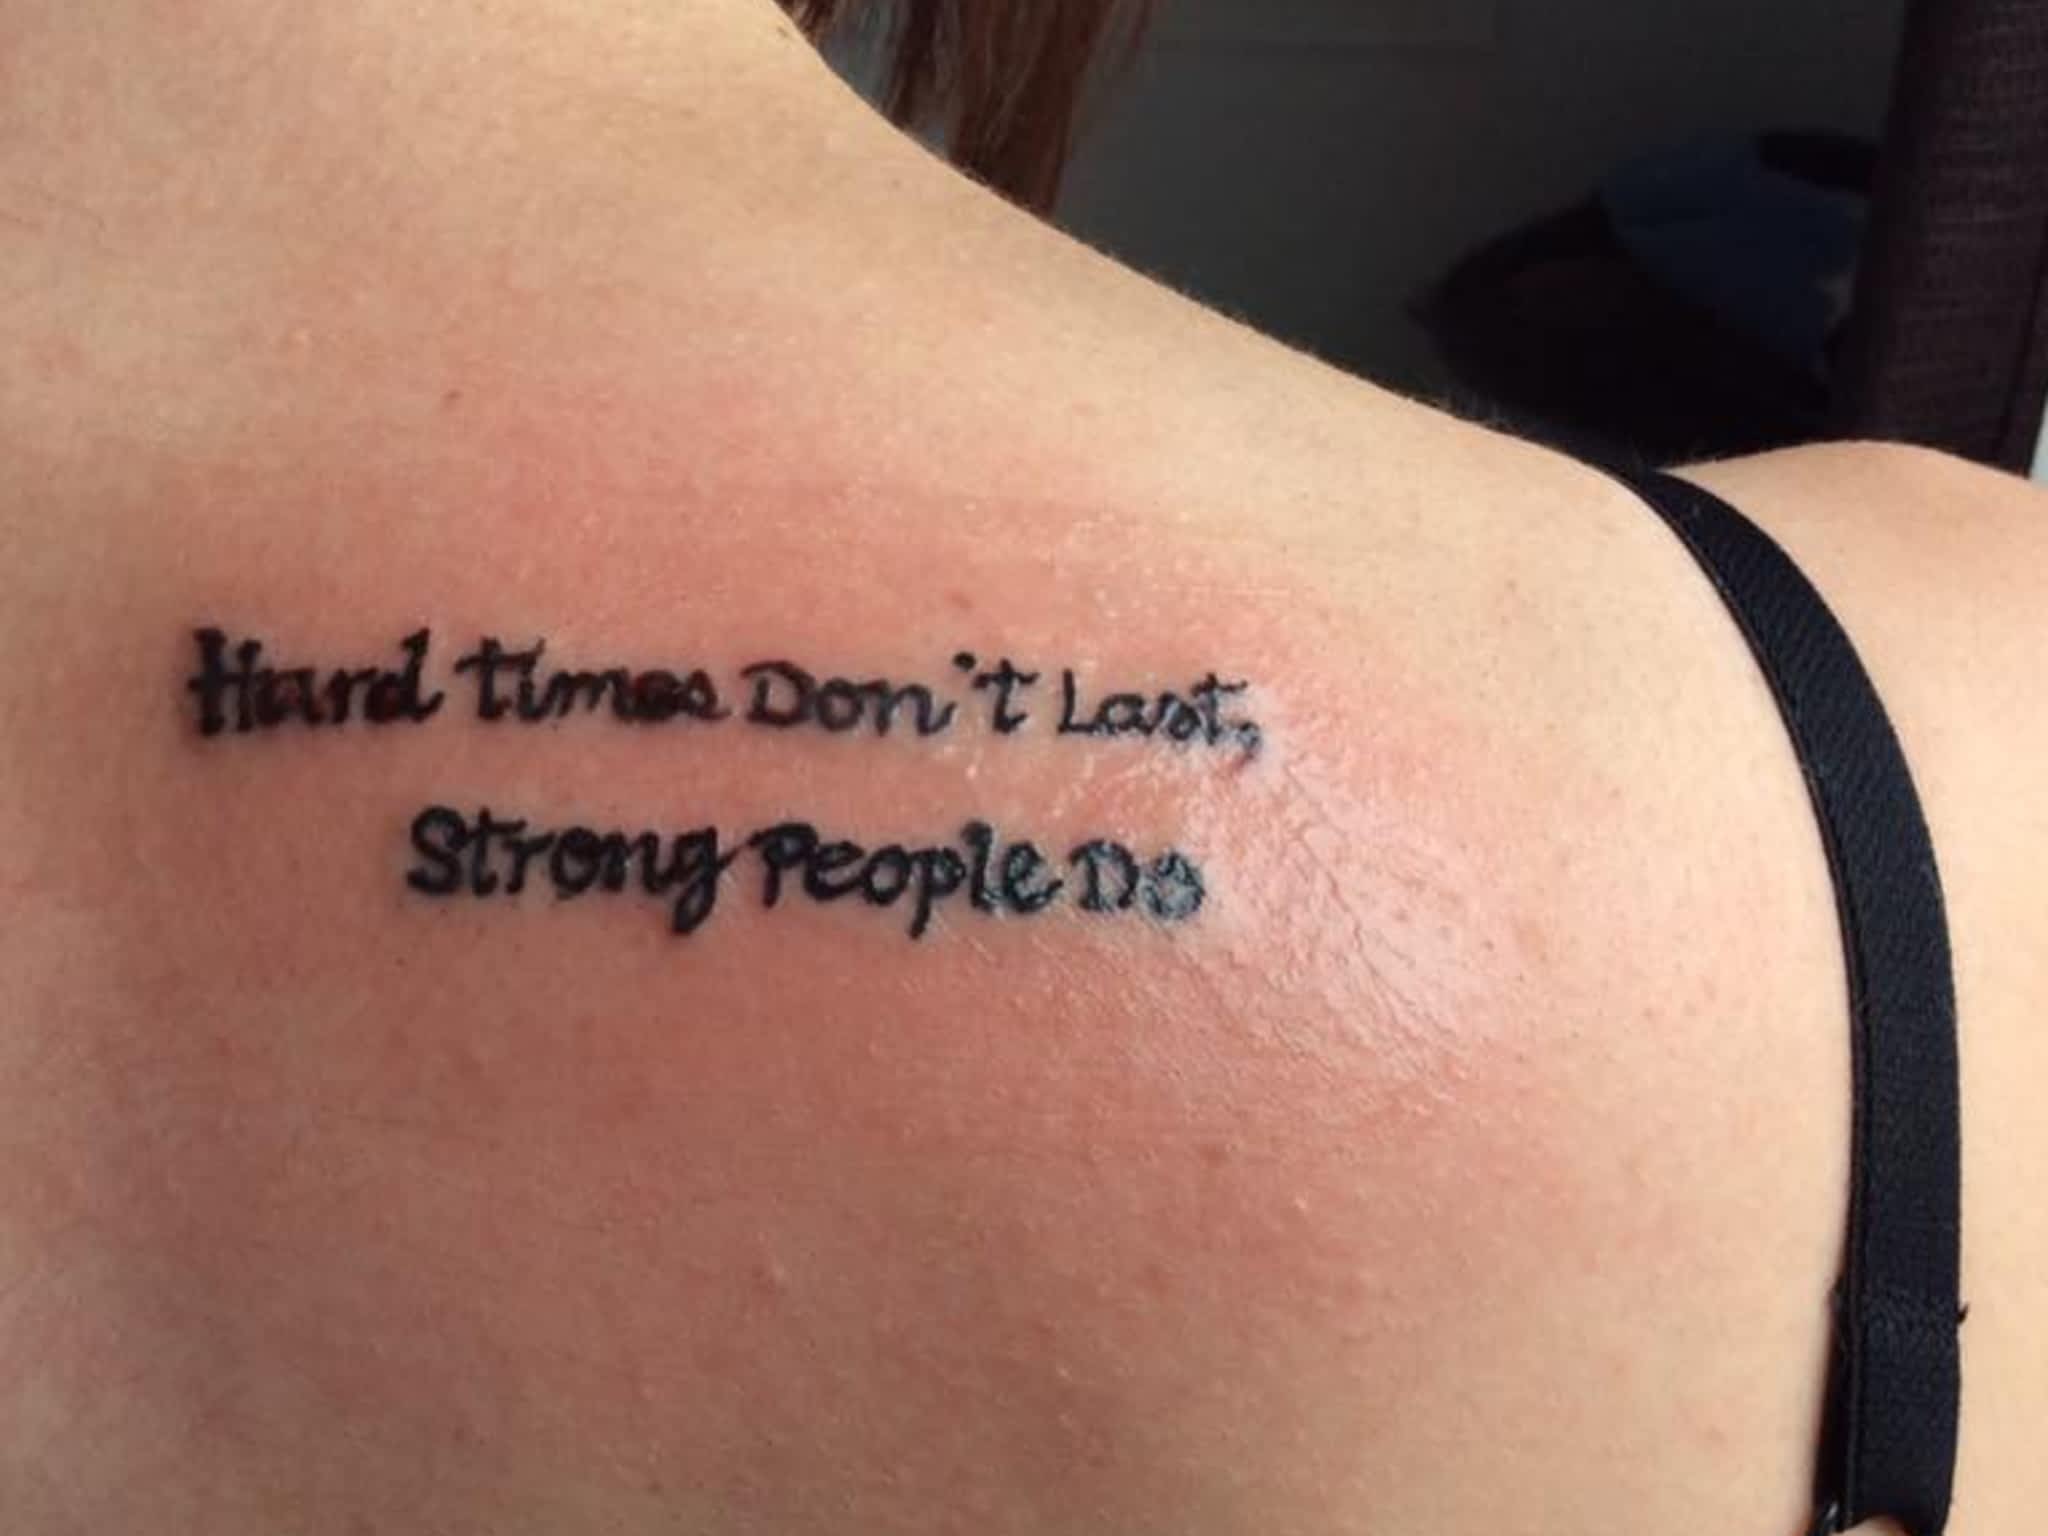 Hard times Don't Last,
Strong People Do